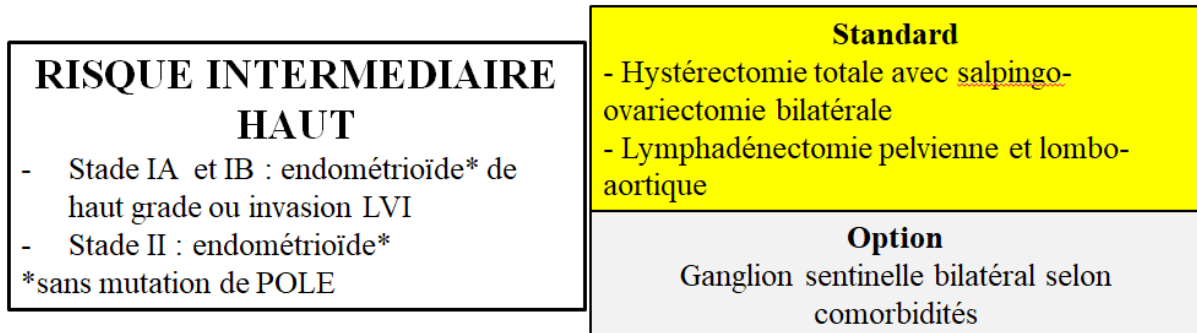 RISQUE INTERMEDIAIRE
HAUT
- Stade IA et IB : endométrioïde* de
haut grade ou invasion LVI
- Stade II : endométrioïde*
*sans mutation de POLE
Standard
- Hystérectomie totale avec salpingo-
ovariectomie bilatérale
- Lymphadénectomie pelvienne et lombo-
aortique
Option
Ganglion sentinelle bilatéral selon
comorbidités